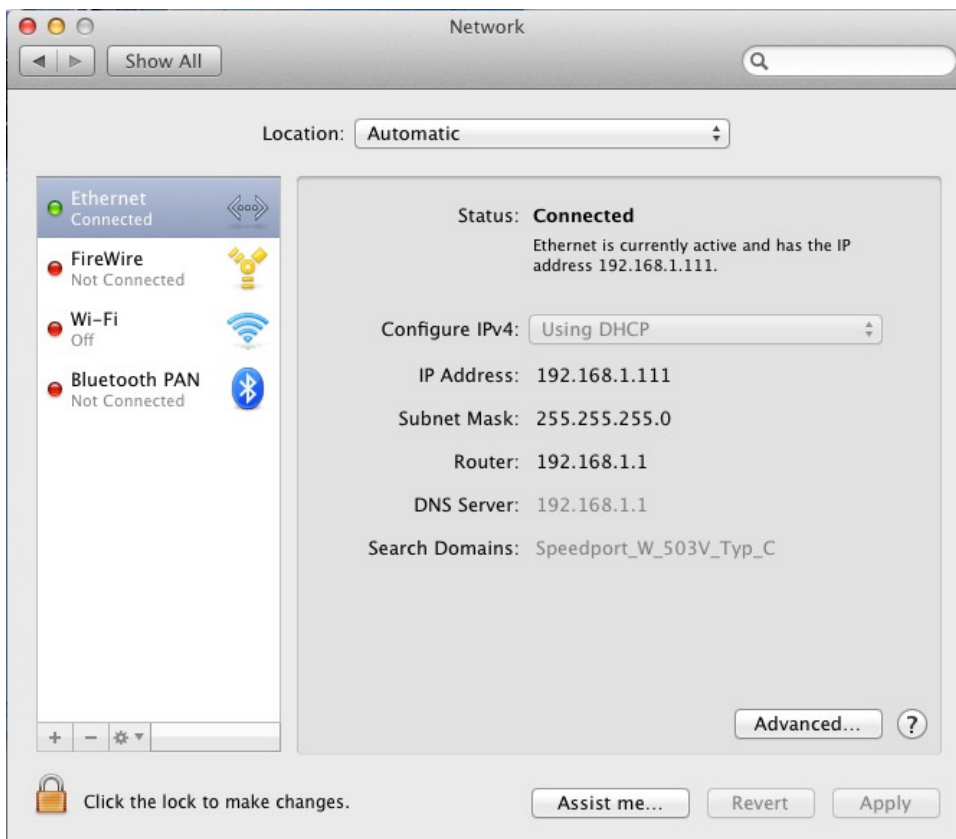 Network
Show All
Location: Automatic
Ethernet
Connected
FireWire
Not Connected
Wi-Fi
Off
Bluetooth PAN
Not Connected
Status: Connected
Ethernet is currently active and has the IP
address 192.168.1.111.
Configure IPv4: Using DHCP
IP Address: 192.168.1.111
Subnet Mask: 255.255.255.0
Router: 192.168.1.1
DNS Server: 192.168.1.1
Search Domains: Speedport_W_503V_Typ_C
Advanced...
?
Click the lock to make changes.
Assist me...
Revert
Apply